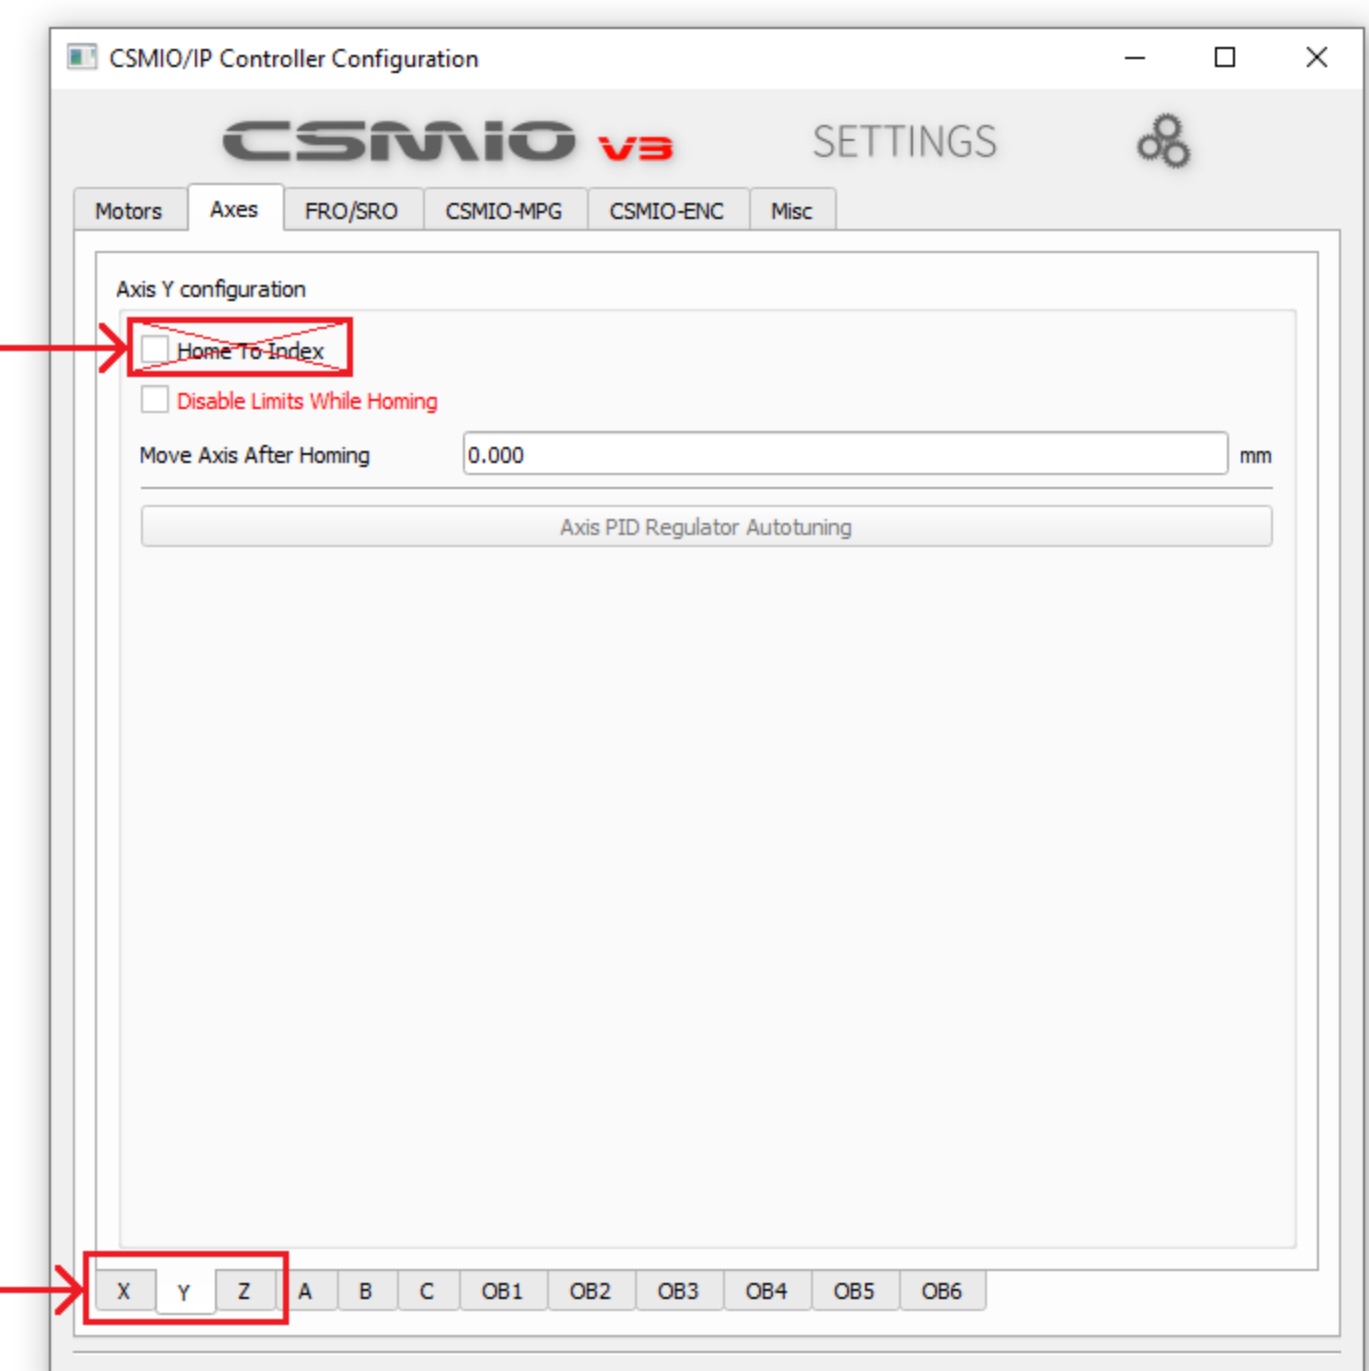 CSMIO/IP Controller Configuration
CSMIO V3 SETTINGS
Motors Axes FRO/SRO CSMIO-MPG CSMIO-ENC Misc
Axis Y configuration
Home To Index
Disable Limits While Homing
Move Axis After Homing 0.000 mm
Axis PID Regulator Autotuning
X Y Z A B C OB1 OB2 OB3 OB4 OB5 OB6